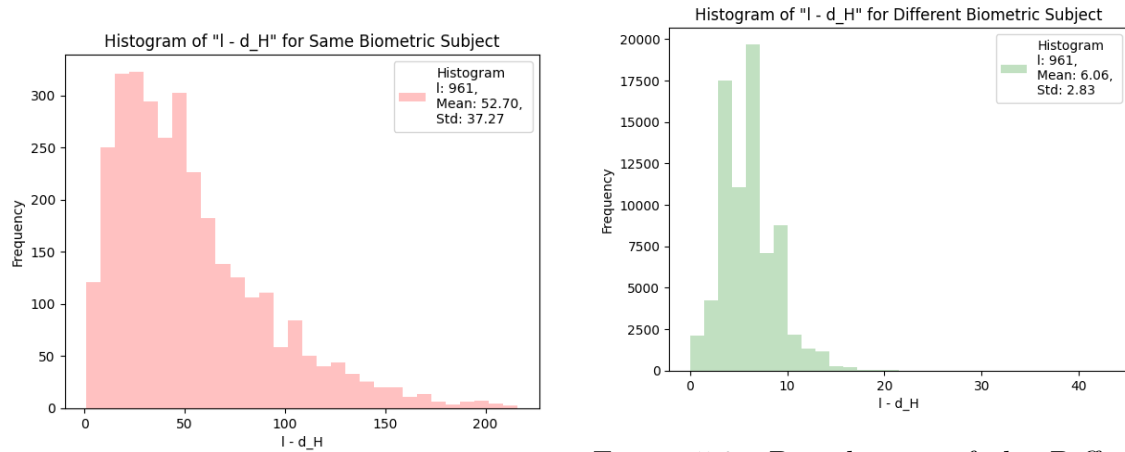 Histogram of "l - d_H" for Same Biometric Subject
Histogram
l: 961,
Mean: 52.70,
Std: 37.27
Frequency
300
250
200
150
100
50
0
0 50 100 150 200
l - d_H
Histogram of "l - d_H" for Different Biometric Subject
Histogram
l: 961,
Mean: 6.06,
Std: 2.83
Frequency
20000
17500
15000
12500
10000
7500
5000
2500
0
0 10 20 30 40
l - d_H